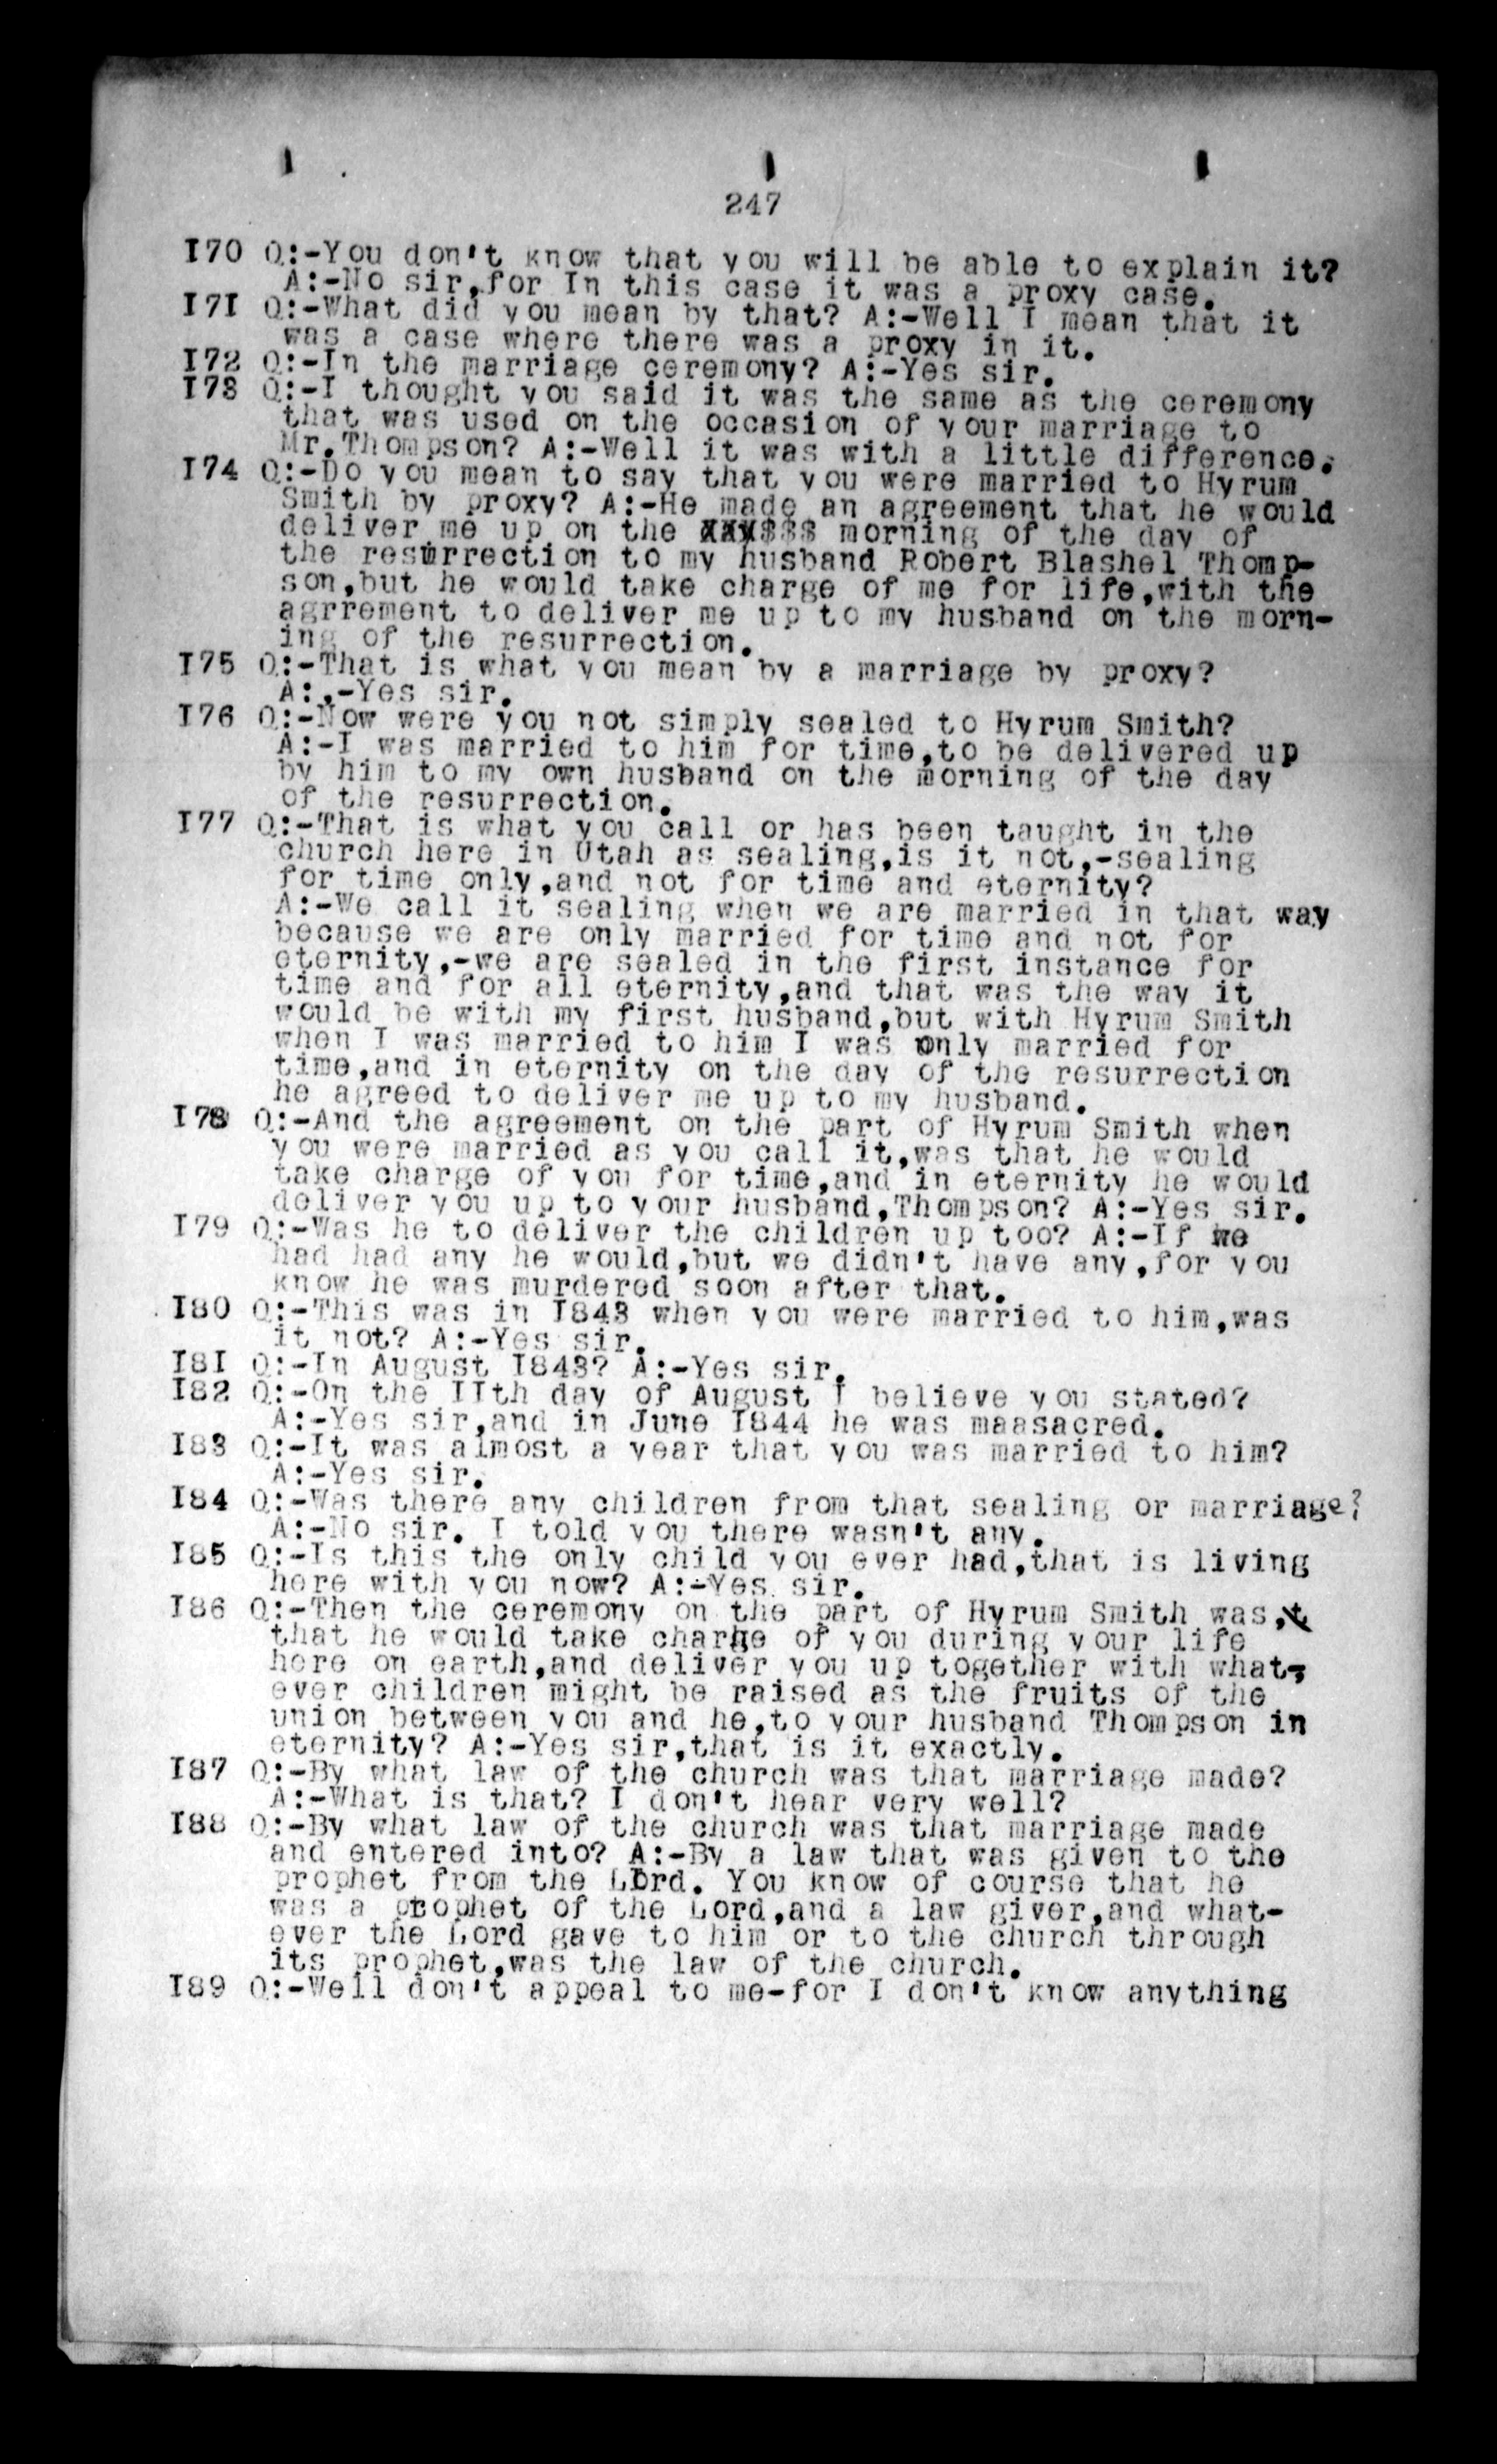 247
I70 Q:-You don't know that you will be able to explain it?
A:-No sir,for In this case it was a proxy case.
I7I Q:-What did you mean by that? A:-Well I mean that it
was a case where there was a proxy in it.
I72 Q:-In the marriage ceremony? A:-Yes sir.
I73 Q:-I thought you said it was the same as the ceremony
that was used on the occasion of your marriage to
Mr.Thompson? A:-Well it was with a little difference.
I74 Q:-Do you mean to say that you were married to Hyrum
Smith by proxy? A:-He made an agreement that he would
deliver me up on the morning of the day of
the resurrection to my husband Robert Blashel Thomp-
son,but he would take charge of me for life,with the
agrrement to deliver me up to my husband on the morn-
ing of the resurrection.
I75 Q:-That is what you mean by a marriage by proxy?
A:.-Yes sir.
I76 Q:-Now were you not simply sealed to Hyrum Smith?
A:-I was married to him for time,to be delivered up
by him to my own husband on the morning of the day
of the resurrection.
I77 Q:-That is what you call or has been taught in the
church here in Utah as sealing,is it not,-sealing
for time only,and not for time and eternity?
A:-We call it sealing when we are married in that way
because we are only married for time and not for
eternity,-we are sealed in the first instance for
time and for all eternity,and that was the way it
would be with my first husband,but with Hyrum Smith
when I was married to him I was only married for
time,and in eternity on the day of the resurrection
he agreed to deliver me up to my husband.
I78 Q:-And the agreement on the part of Hyrum Smith when
you were married as you call it,was that he would
take charge of you for time,and in eternity he would
deliver you up to your husband,Thompson? A:-Yes sir.
I79 Q:-Was he to deliver the children up too? A:-If we
had had any he would,but we didn't have any,for you
know he was murdered soon after that.
I80 Q:-This was in I843 when you were married to him,was
it not? A:-Yes sir.
I8I Q:-In August I843? A:-Yes sir.
I82 Q:-On the IIth day of August I believe you stated?
A:-Yes sir,and in June I844 he was maasacred.
I83 Q:-It was almost a year that you was married to him?
A:-Yes sir.
I84 Q:-Was there any children from that sealing or marriage?
A:-No sir. I told you there wasn't any.
I85 Q:-Is this the only child you ever had,that is living
here with you now? A:-Yes sir.
I86 Q:-Then the ceremony on the part of Hyrum Smith was,
that he would take charge of you during your life
here on earth,and deliver you up together with what-
ever children might be raised as the fruits of the
union between you and he,to your husband Thompson in
eternity? A:-Yes sir,that is it exactly.
I87 Q:-By what law of the church was that marriage made?
A:-What is that? I don't hear very well?
I88 Q:-By what law of the church was that marriage made
and entered into? A:-By a law that was given to the
prophet from the Lord. You know of course that he
was a prophet of the Lord,and a law giver,and what-
ever the Lord gave to him or to the church through
its prophet,was the law of the church.
I89 Q:-Well don't appeal to me-for I don't know anything